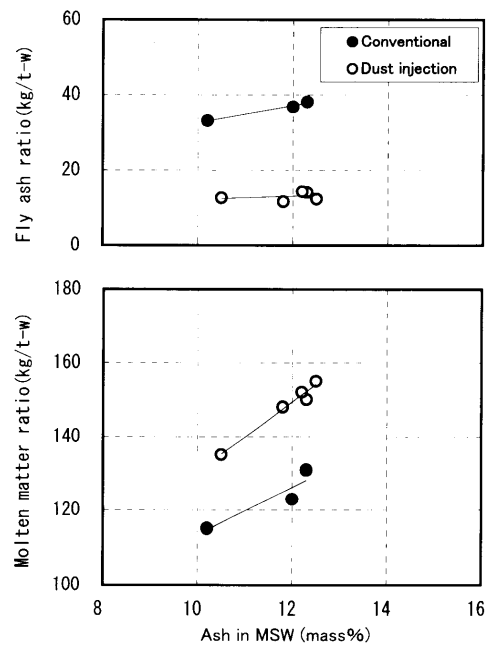 60
40
20
0
Fly ash ratio(kg/t-w)
Conventional
Dust injection
180
160
140
120
100
Molten matter ratio(kg/t-w)
8
10
12
14
16
Ash in MSW (mass%)